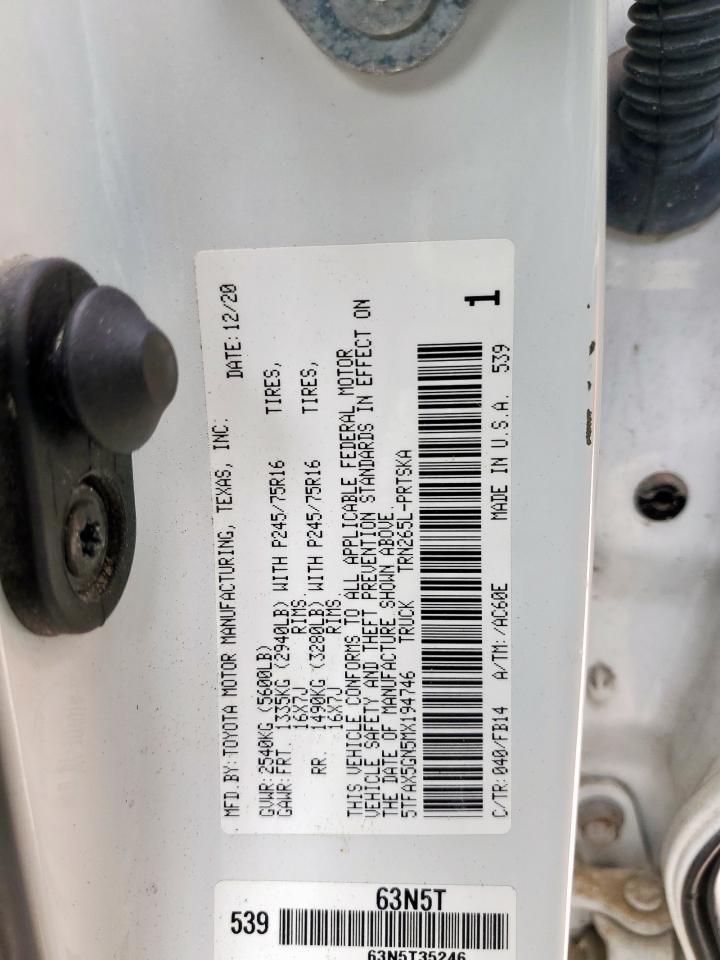 MFD. BY: TOYOTA MOTOR MANUFACTURING, TEXAS, INC. DATE: 12/20
GVWR: 2540KG (5600LB)
GAWR: FRT. 1335KG (2940LB) WITH P245/75R16 TIRES,
16X7J RIMS,
RR. 1490KG (3280LB) WITH P245/75R16 TIRES,
16X7J RIMS.
THIS VEHICLE CONFORMS TO ALL APPLICABLE FEDERAL MOTOR
VEHICLE SAFETY AND THEFT PREVENTION STANDARDS IN EFFECT ON
THE DATE OF MANUFACTURE SHOWN ABOVE.
5TFAX5GN5MX194746 TRUCK TRN265L-PRTSKA
1
C/TR: 040/FB14 A/TM: /AC60E MADE IN U.S.A. 539
63N5T
539
63N5T35246